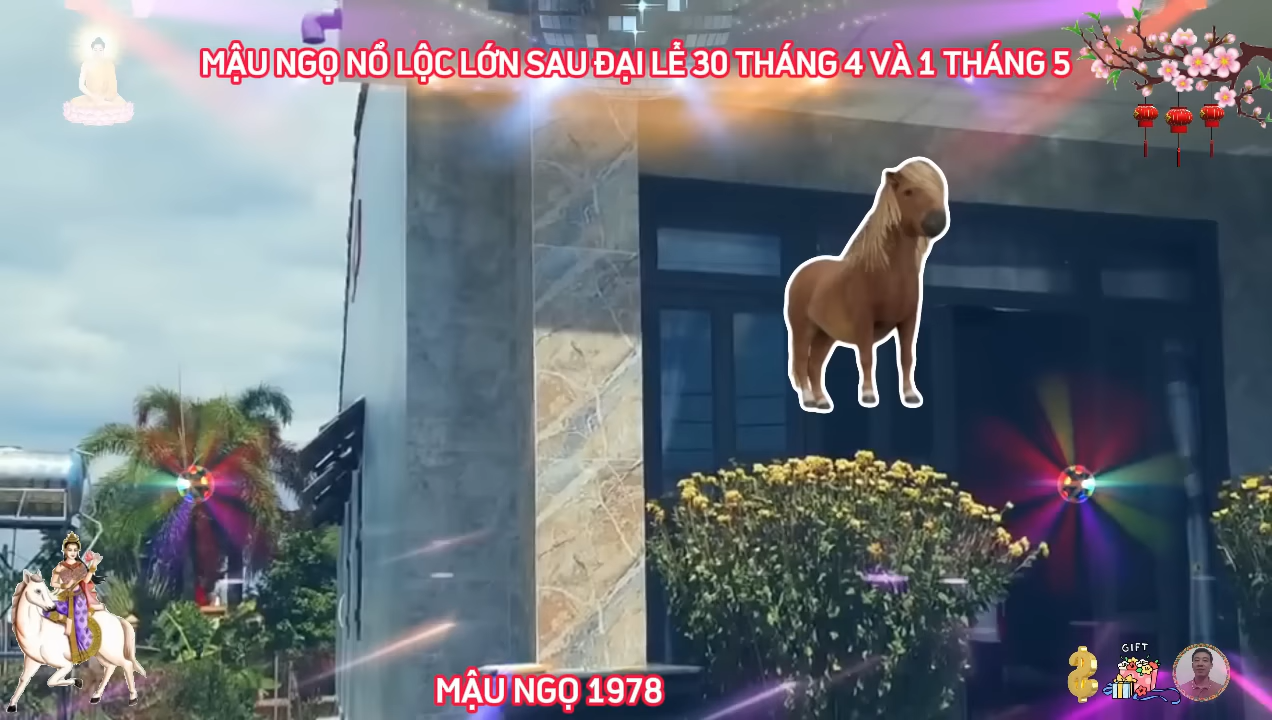 MẬU NGỌ NỔ LỘC LỚN SAU ĐẠI LỄ 30 THÁNG 4 VÀ 1 THÁNG 5
GIFT
MẬU NGỌ 1978